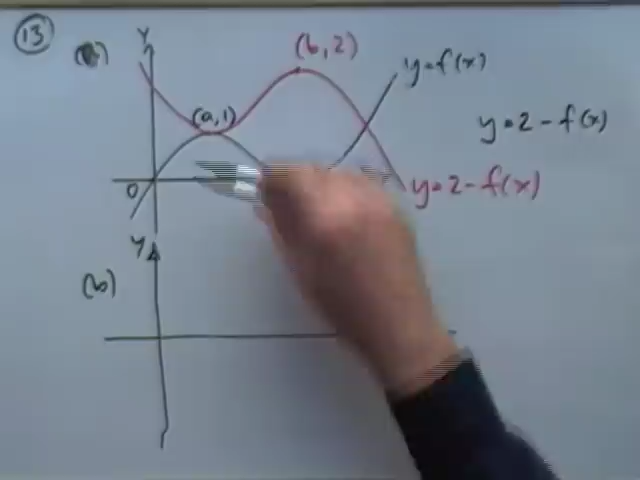 13
Y
(b, 2)
y=f(x)
(a,1)
y=2-f(x)
0
y=2-f(x)
Y
(b)